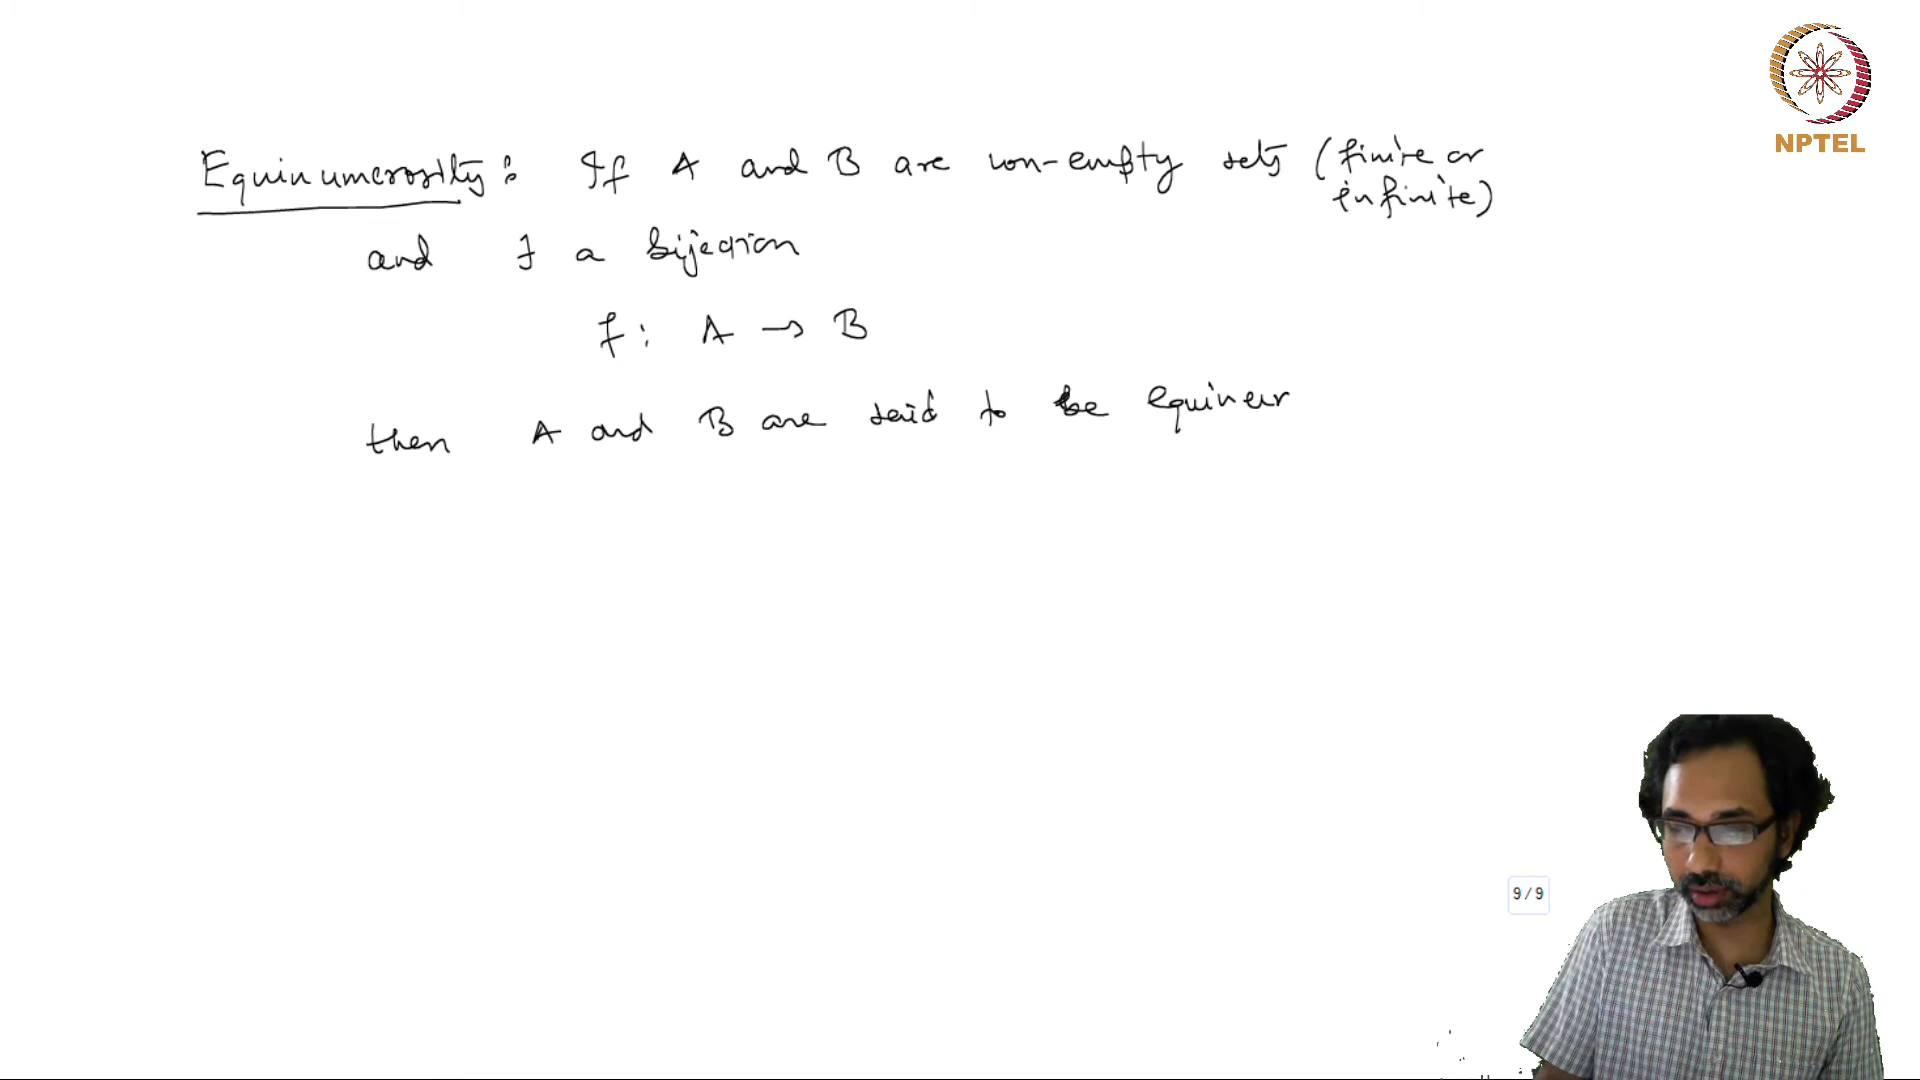 NPTEL
Equinumerosity: If A and B are non-empty sets (finite or
infinite)
and ∃ a bijection
f: A → B
then A and B are said to be equinu
9/9